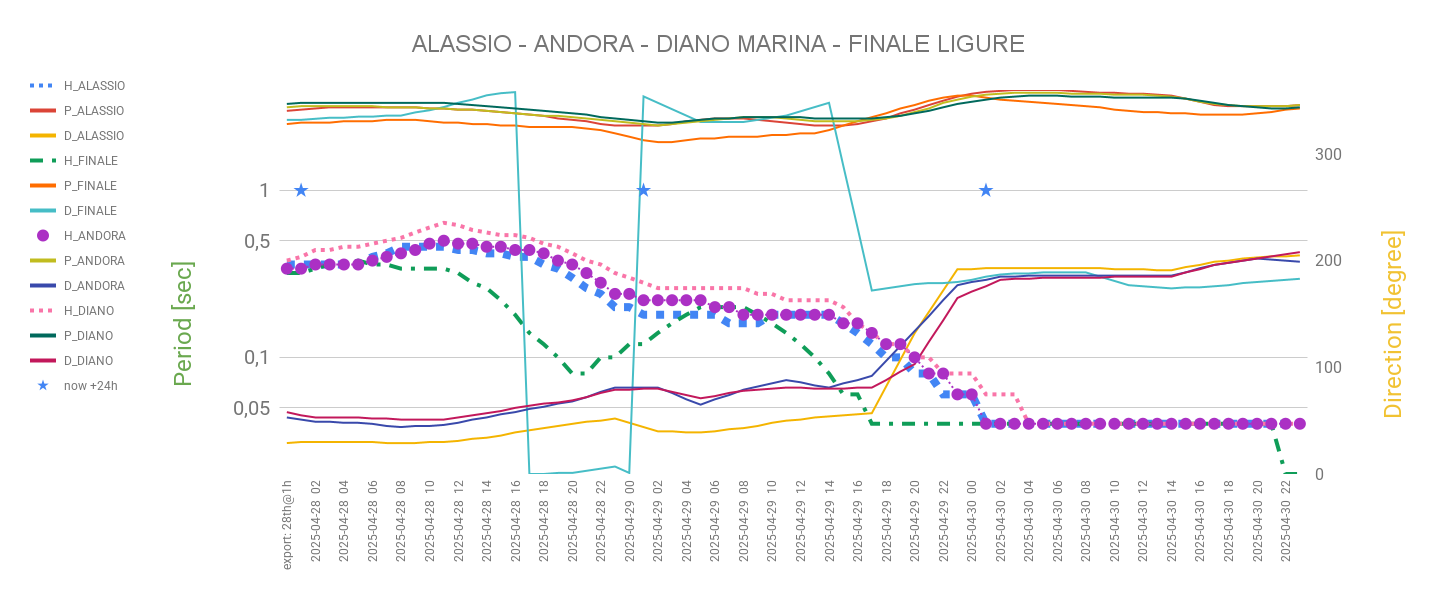 ALASSIO - ANDORA - DIANO MARINA - FINALE LIGURE
H_ALASSIO
P_ALASSIO
D_ALASSIO
H_FINALE
P_FINALE
D_FINALE
H_ANDORA
P_ANDORA
D_ANDORA
H_DIANO
P_DIANO
D_DIANO
now +24h
Period [sec]
1
0,5
0,1
0,05
300
200
100
0
Direction [degree]
export: 28th@1h
2025-04-28 02
2025-04-28 04
2025-04-28 06
2025-04-28 08
2025-04-28 10
2025-04-28 12
2025-04-28 14
2025-04-28 16
2025-04-28 18
2025-04-28 20
2025-04-28 22
2025-04-29 00
2025-04-29 02
2025-04-29 04
2025-04-29 06
2025-04-29 08
2025-04-29 10
2025-04-29 12
2025-04-29 14
2025-04-29 16
2025-04-29 18
2025-04-29 20
2025-04-29 22
2025-04-30 00
2025-04-30 02
2025-04-30 04
2025-04-30 06
2025-04-30 08
2025-04-30 10
2025-04-30 12
2025-04-30 14
2025-04-30 16
2025-04-30 18
2025-04-30 20
2025-04-30 22